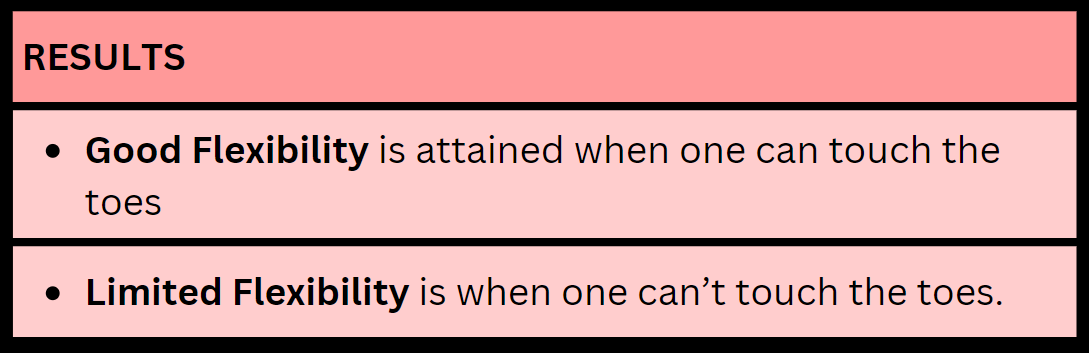 RESULTS
• Good Flexibility is attained when one can touch the
toes
• Limited Flexibility is when one can’t touch the toes.